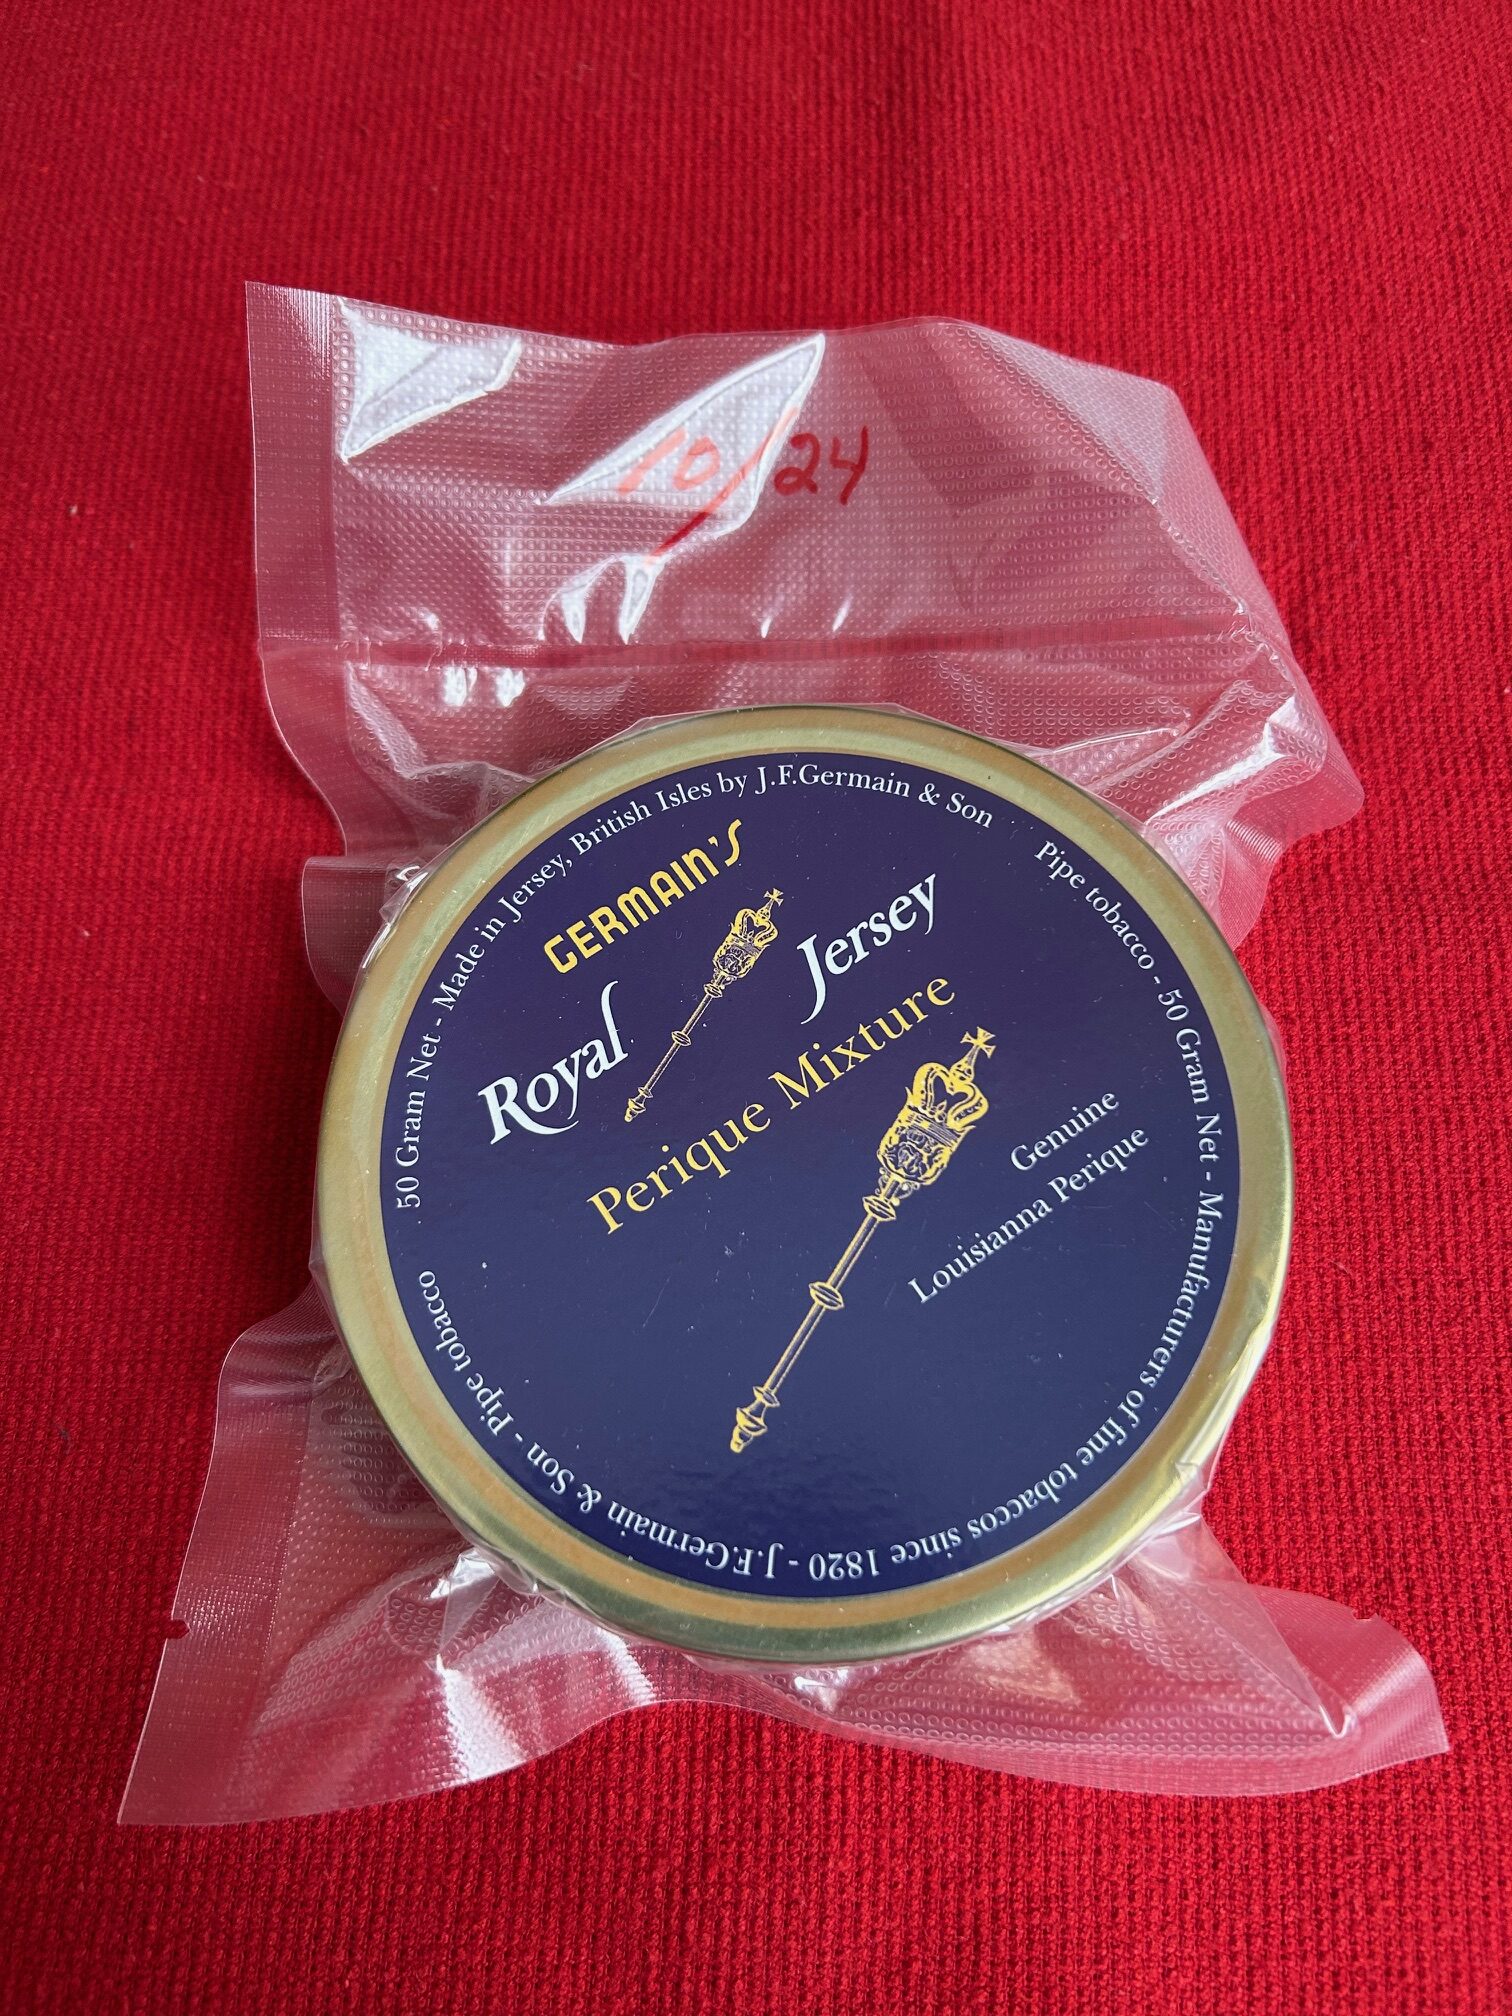 10/24
50 Gram Net - Made in Jersey, British Isles by J.F.Germain & Son
Pipe tobacco - 50 Gram Net - Manufacturers of fine tobaccos since 1820 - J.F.Germain & Son - Pipe tobacco
GERMAIN'S
Royal Jersey
Perique Mixture
Genuine
Louisianna Perique